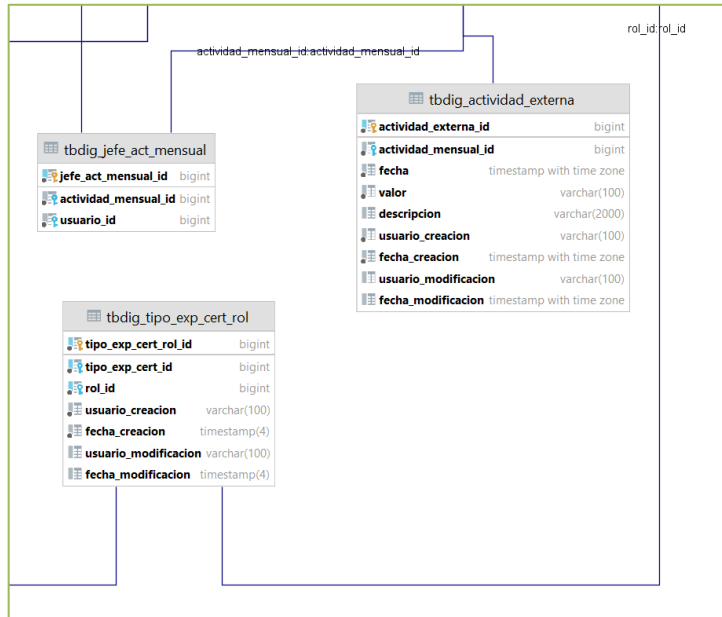 rol_id:rol_id
actividad_mensual_id:actividad_mensual_id
tbdig_actividad_externa
actividad_externa_id bigint
actividad_mensual_id bigint
fecha timestamp with time zone
valor varchar(100)
descripcion varchar(2000)
usuario_creacion varchar(100)
fecha_creacion timestamp with time zone
usuario_modificacion varchar(100)
fecha_modificacion timestamp with time zone
tbdig_jefe_act_mensual
jefe_act_mensual_id bigint
actividad_mensual_id bigint
usuario_id bigint
tbdig_tipo_exp_cert_rol
tipo_exp_cert_rol_id bigint
tipo_exp_cert_id bigint
rol_id bigint
usuario_creacion varchar(100)
fecha_creacion timestamp(4)
usuario_modificacion varchar(100)
fecha_modificacion timestamp(4)